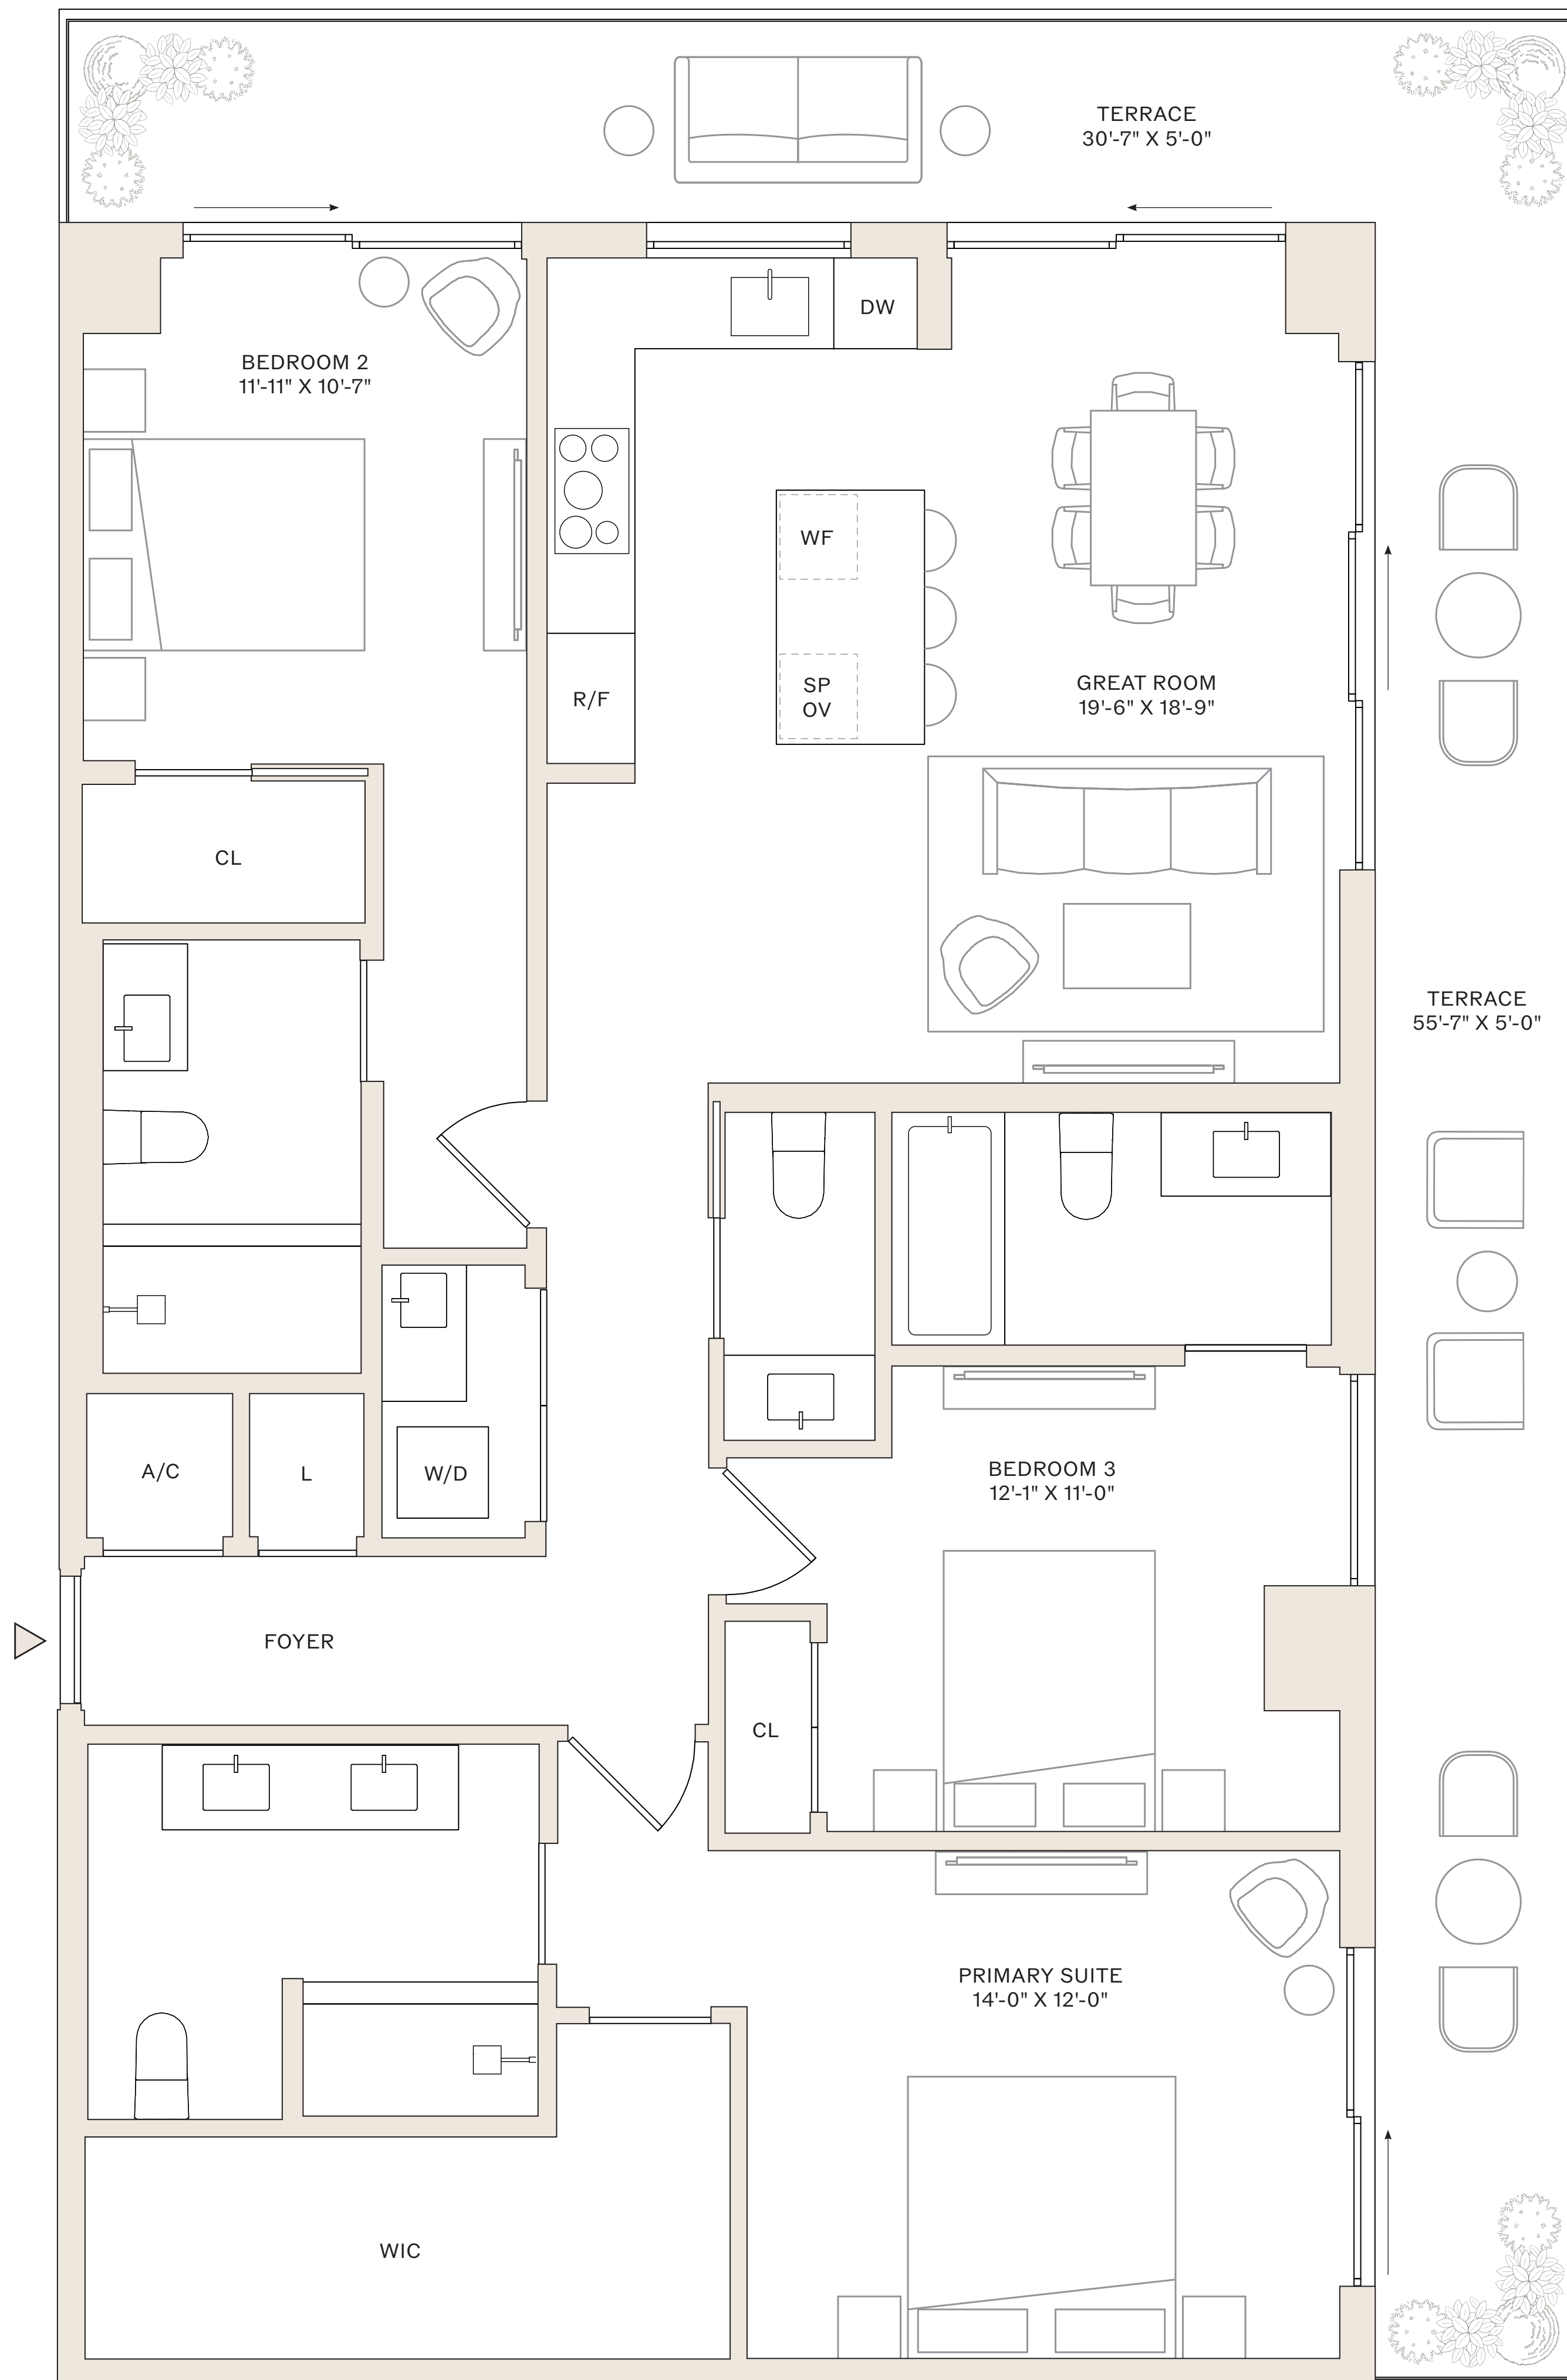 TERRACE
30'-7" X 5'-0"
DW
BEDROOM 2
11'-11" X 10'-7"
WF
SP
OV
R/F
GREAT ROOM
19'-6" X 18'-9"
CL
TERRACE
55'-7" X 5'-0"
A/C
L
W/D
BEDROOM 3
12'-1" X 11'-0"
FOYER
CL
PRIMARY SUITE
14'-0" X 12'-0"
WIC